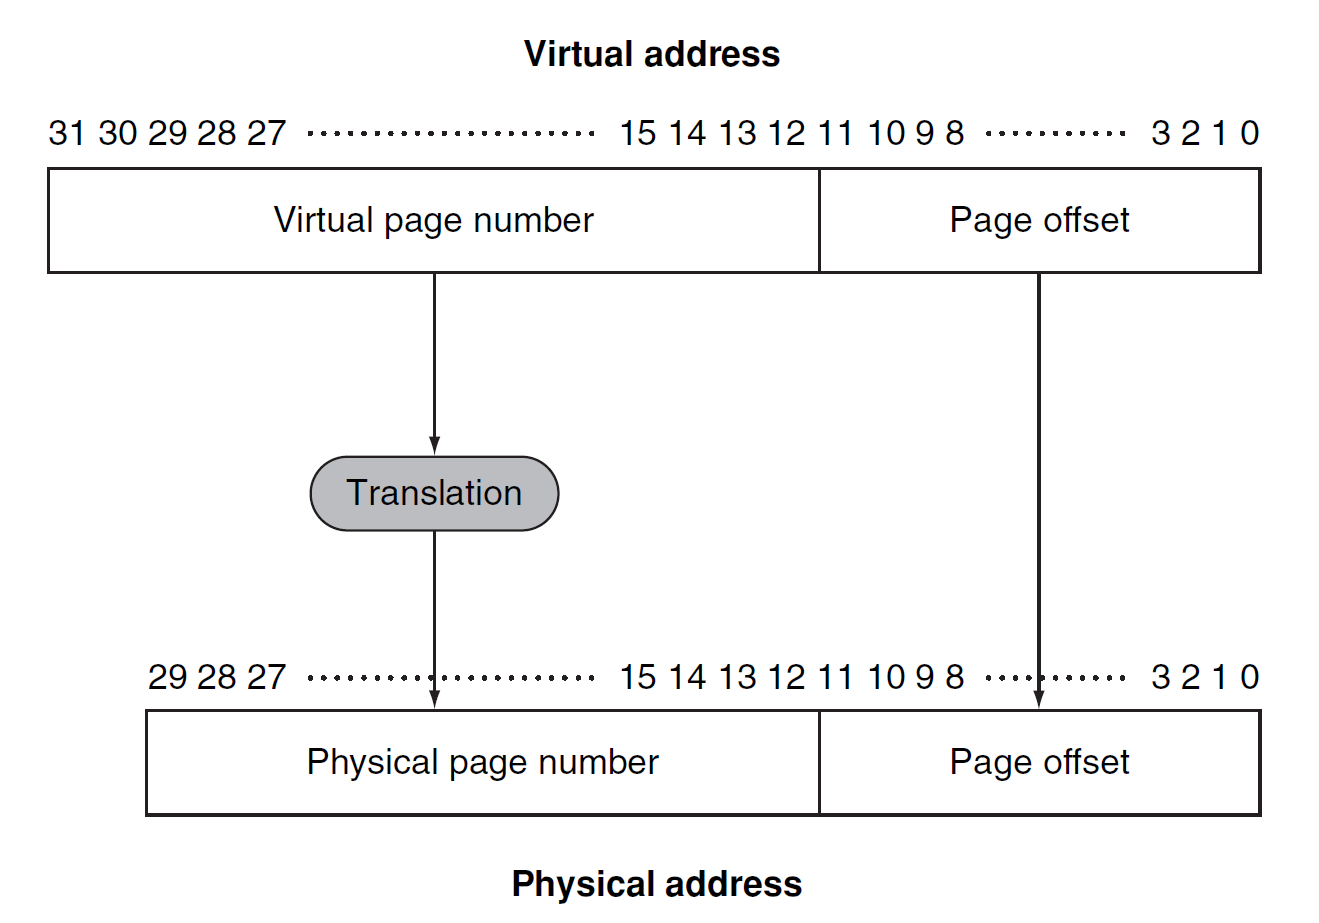 Virtual address
31 30 29 28 27 ...................... 15 14 13 12 11 10 9 8 ........... 3 2 1 0
Virtual page number Page offset
Translation
29 28 27 ...................... 15 14 13 12 11 10 9 8 ........... 3 2 1 0
Physical page number Page offset
Physical address